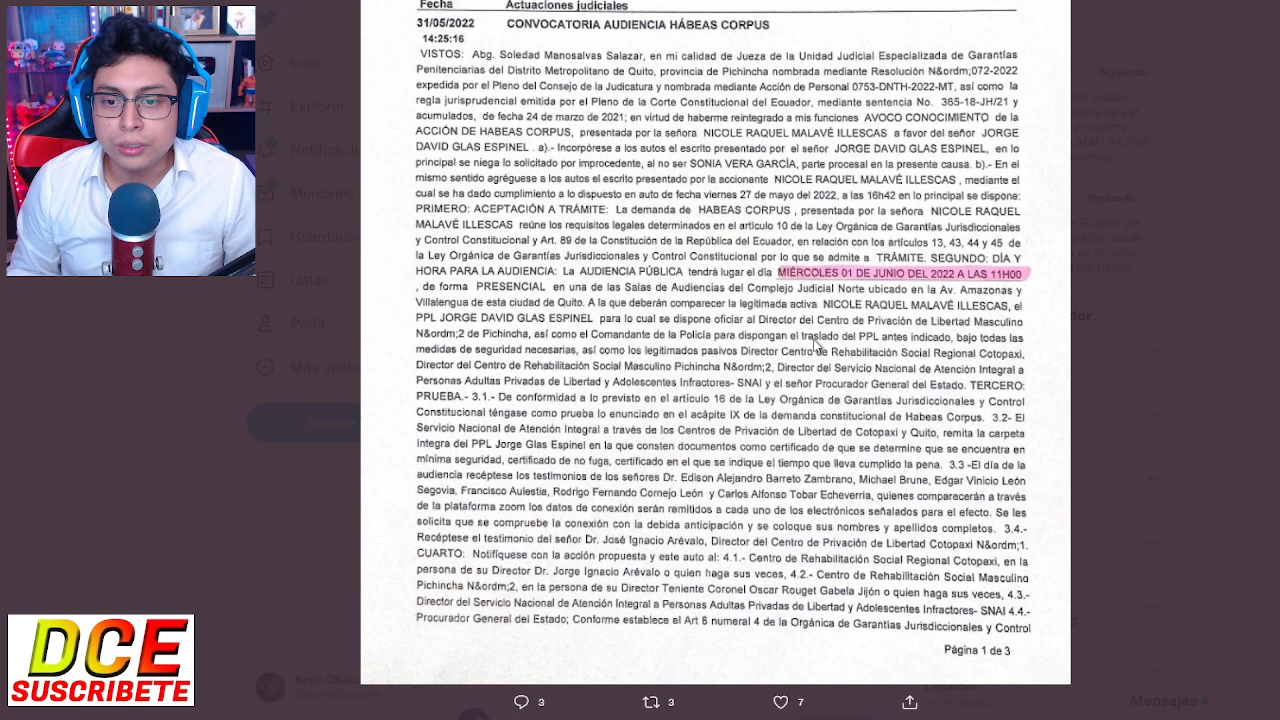 Fecha Actuaciones judiciales
31/05/2022 CONVOCATORIA AUDIENCIA HÁBEAS CORPUS
14:25:16
VISTOS: Abg. Soledad Manosalvas Salazar, en mi calidad de Jueza de la Unidad Judicial Especializada de Garantías
Penitenciarias del Distrito Metropolitano de Quito, provincia de Pichincha nombrada mediante Resolución N&ordm;072-2022
expedida por el Pleno del Consejo de la Judicatura y nombrada mediante Acción de Personal 0753-DNTH-2022-MT, así como la
regla jurisprudencial emitida por el Pleno de la Corte Constitucional del Ecuador, mediante sentencia No. 365-18-JH/21 y
acumulados, de fecha 24 de marzo de 2021; en virtud de haberme reintegrado a mis funciones AVOCO CONOCIMIENTO de la
ACCIÓN DE HABEAS CORPUS, presentada por la señora NICOLE RAQUEL MALAVÉ ILLESCAS a favor del señor JORGE
DAVID GLAS ESPINEL . a).- Incorpórese a los autos el escrito presentado por el señor JORGE DAVID GLAS ESPINEL, en lo
principal se niega lo solicitado por improcedente, al no ser SONIA VERA GARCÍA, parte procesal en la presente causa. b).- En el
mismo sentido agréguese a los autos el escrito presentado por la accionante NICOLE RAQUEL MALAVÉ ILLESCAS , mediante el
cual se ha dado cumplimiento a lo dispuesto en auto de fecha viernes 27 de mayo del 2022, a las 16h42 en lo principal se dispone:
PRIMERO: ACEPTACIÓN A TRÁMITE: La demanda de HABEAS CORPUS , presentada por la señora NICOLE RAQUEL
MALAVÉ ILLESCAS reúne los requisitos legales determinados en el artículo 10 de la Ley Orgánica de Garantías Jurisdiccionales
y Control Constitucional y Art. 89 de la Constitución de la República del Ecuador, en relación con los artículos 13, 43, 44 y 45 de
la Ley Orgánica de Garantías Jurisdiccionales y Control Constitucional por lo que se admite a TRÁMITE. SEGUNDO: DÍA Y
HORA PARA LA AUDIENCIA: La AUDIENCIA PÚBLICA tendrá lugar el día MIÉRCOLES 01 DE JUNIO DEL 2022 A LAS 11H00
, de forma PRESENCIAL en una de las Salas de Audiencias del Complejo Judicial Norte ubicado en la Av. Amazonas y
Villalengua de esta ciudad de Quito. A la que deberán comparecer la legitimada activa NICOLE RAQUEL MALAVÉ ILLESCAS, el
PPL JORGE DAVID GLAS ESPINEL para lo cual se dispone oficiar al Director del Centro de Privación de Libertad Masculino
N&ordm;2 de Pichincha, así como el Comandante de la Policía para dispongan el traslado del PPL antes indicado, bajo todas las
medidas de seguridad necesarias, así como los legitimados pasivos Director Centro de Rehabilitación Social Regional Cotopaxi,
Director del Centro de Rehabilitación Social Masculino Pichincha N&ordm;2, Director del Servicio Nacional de Atención Integral a
Personas Adultas Privadas de Libertad y Adolescentes Infractores- SNAI y el señor Procurador General del Estado. TERCERO:
PRUEBA.- 3.1.- De conformidad a lo previsto en el artículo 16 de la Ley Orgánica de Garantías Jurisdiccionales y Control
Constitucional téngase como prueba lo enunciado en el acápite IX de la demanda constitucional de Habeas Corpus. 3.2- El
Servicio Nacional de Atención Integral a través de los Centros de Privación de Libertad de Cotopaxi y Quito, remita la carpeta
integra del PPL Jorge Glas Espinel en la que consten documentos como certificado de que se determine que se encuentra en
mínima seguridad, certificado de no fuga, certificado en el que se indique el tiempo que lleva cumplido la pena. 3.3 -El día de la
audiencia recéptese los testimonios de los señores Dr. Edison Alejandro Barreto Zambrano, Michael Brune, Edgar Vinicio León
Segovia, Francisco Aulestia, Rodrigo Fernando Cornejo León y Carlos Alfonso Tobar Echeverria, quienes comparecerán a través
de la plataforma zoom los datos de conexión serán remitidos a cada uno de los electrónicos señalados para el efecto. Se les
solicita que se compruebe la conexión con la debida anticipación y se coloque sus nombres y apellidos completos. 3.4.-
Recéptese el testimonio del señor Dr. José Ignacio Arévalo, Director del Centro de Privación de Libertad Cotopaxi N&ordm;1.
CUARTO: Notifíquese con la acción propuesta y este auto al: 4.1.- Centro de Rehabilitación Social Regional Cotopaxi, en la
persona de su Director Dr. Jorge Ignacio Arévalo o quien haga sus veces, 4.2.- Centro de Rehabilitación Social Masculino
Pichincha N&ordm;2, en la persona de su Director Teniente Coronel Oscar Rouget Gabela Jijón o quien haga sus veces, 4.3.-
Director del Servicio Nacional de Atención Integral a Personas Adultas Privadas de Libertad y Adolescentes Infractores- SNAI 4.4.-
Procurador General del Estado; Conforme establece el Art 8 numeral 4 de la Orgánica de Garantías Jurisdiccionales y Control
Página 1 de 3
3 3 7
Inicio
Explorar
Mensajes
Guardados
Listas
Perfil
Más opcio
Twittear
Siguiendo
Siguiendo
Mensajes
DCE
SUSCRIBETE